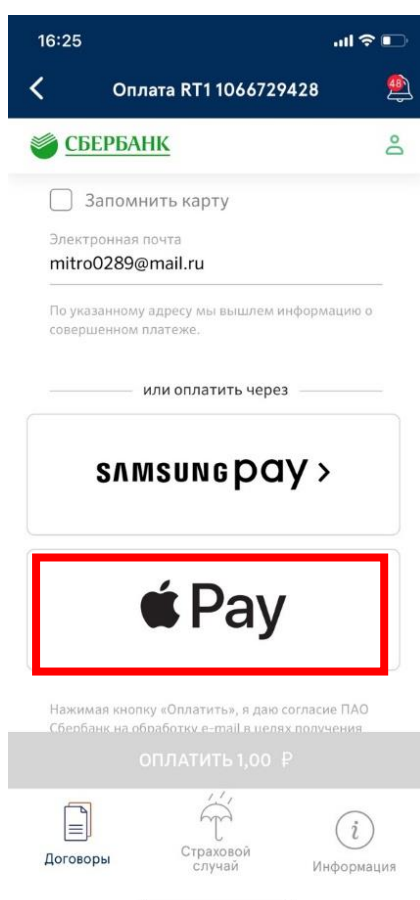 16:25
Оплата RT1 1066729428
48
СБЕРБАНК
Запомнить карту
Электронная почта
mitro0289@mail.ru
По указанному адресу мы вышлем информацию о
совершенном платеже.
или оплатить через
SAMSUNG pay >
Pay
Нажимая кнопку «Оплатить», я даю согласие ПАО
Сбербанк на обработку e-mail в целях получения
ОПЛАТИТЬ 1,00 ₽
Договоры
Страховой
случай
Информация